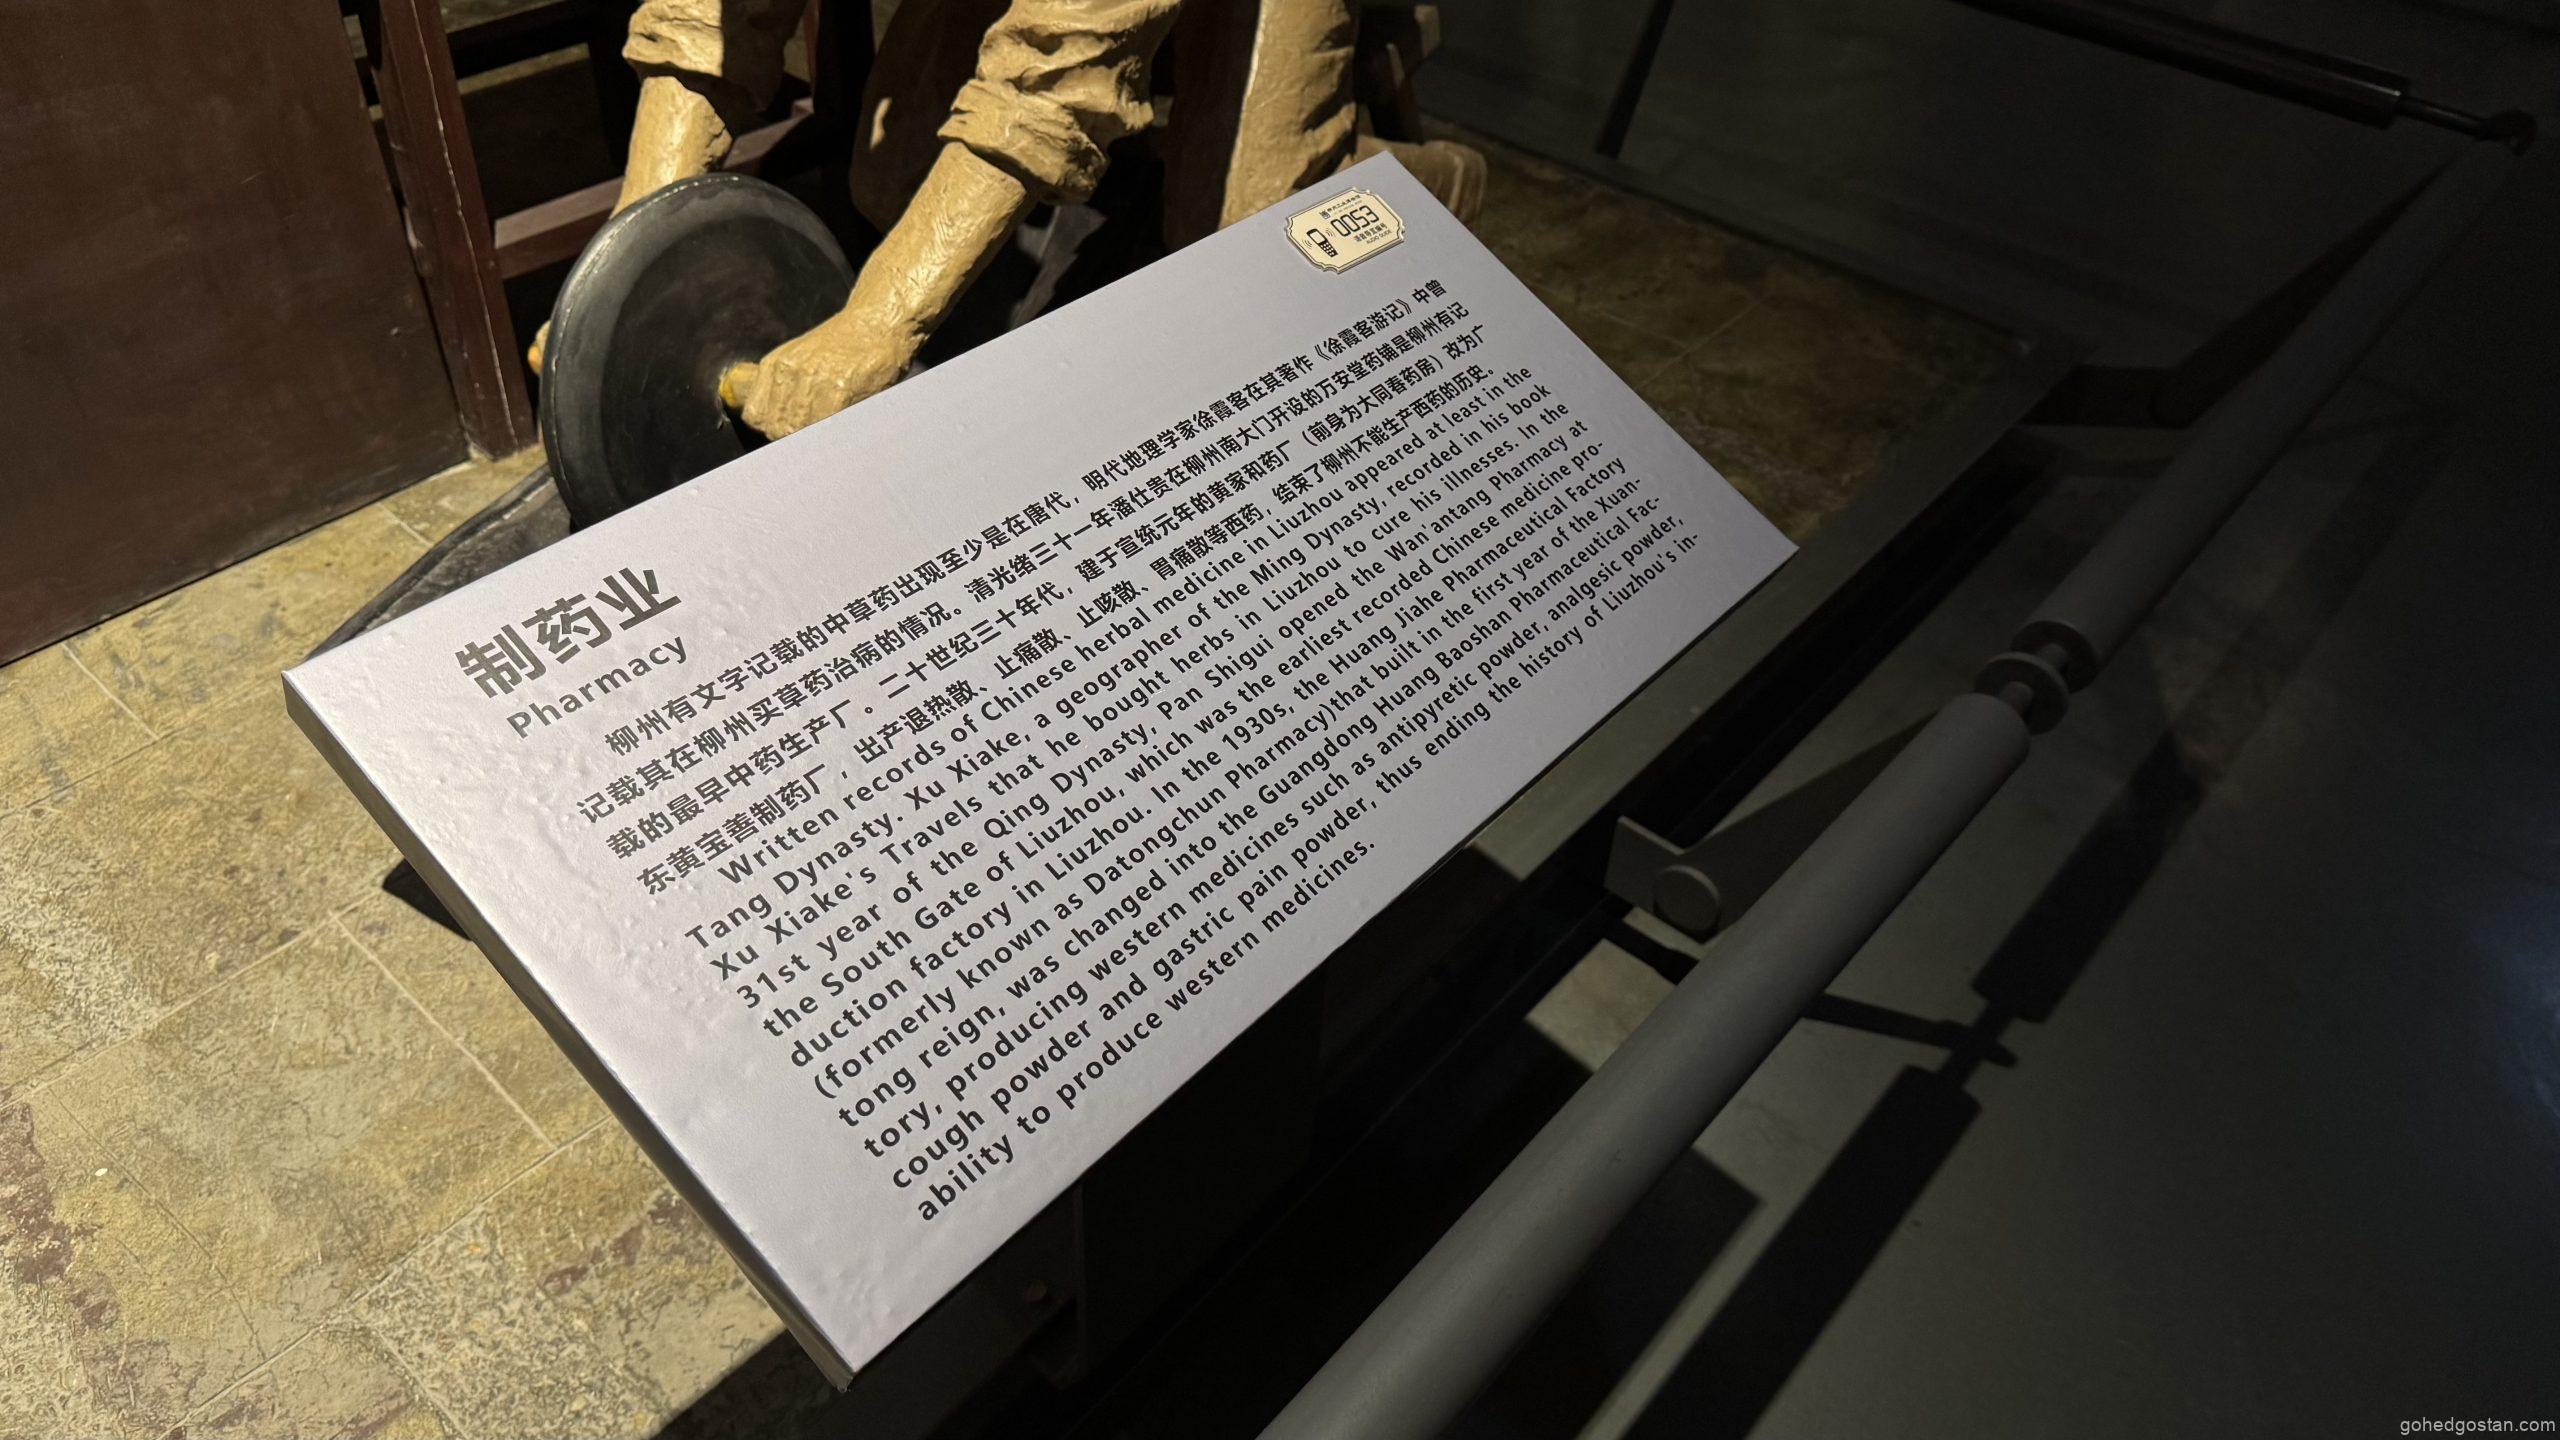 0053
语音导览编号
AUDIO GUIDE
制药业
Pharmacy
柳州有文字记载的中草药出现至少是在唐代，明代地理学家徐霞客在其著作《徐霞客游记》中曾
记载其在柳州买草药治病的情况。清光绪三十一年潘仕贵在柳州南大门开设的万安堂药铺是柳州有记
载的最早中药生产厂。二十世纪三十年代，建于宣统元年的黄家和药厂（前身为大同春药房）改为广
东黄宝善制药厂，出产退热散、止痛散、止咳散、胃痛散等西药，结束了柳州不能生产西药的历史。
Written records of Chinese herbal medicine in Liuzhou appeared at least in the
Tang Dynasty. Xu Xiake, a geographer of the Ming Dynasty, recorded in his book
Xu Xiake's Travels that he bought herbs in Liuzhou to cure his illnesses. In the
31st year of the Qing Dynasty, Pan Shigui opened the Wan'antang Pharmacy at
the South Gate of Liuzhou, which was the earliest recorded Chinese medicine pro-
duction factory in Liuzhou. In the 1930s, the Huang Jiahe Pharmaceutical Factory
(formerly known as Datongchun Pharmacy)that built in the first year of the Xuan-
tong reign, was changed into the Guangdong Huang Baoshan Pharmaceutical Fac-
tory, producing western medicines such as antipyretic powder, analgesic powder,
cough powder and gastric pain powder, thus ending the history of Liuzhou's in-
ability to produce western medicines.
gohedgostan.com